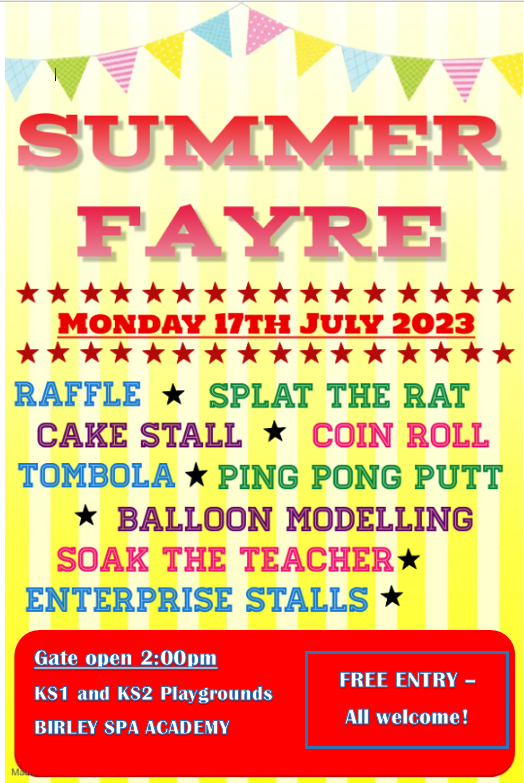 SUMMER
FAYRE
MONDAY 17TH JULY 2023
RAFFLE ★ SPLAT THE RAT
CAKE STALL ★ COIN ROLL
TOMBOLA ★ PING PONG PUTT
★ BALLOON MODELLING
SOAK THE TEACHER ★
ENTERPRISE STALLS ★
Gate open 2:00pm
KS1 and KS2 Playgrounds
BIRLEY SPA ACADEMY
FREE ENTRY –
All welcome!